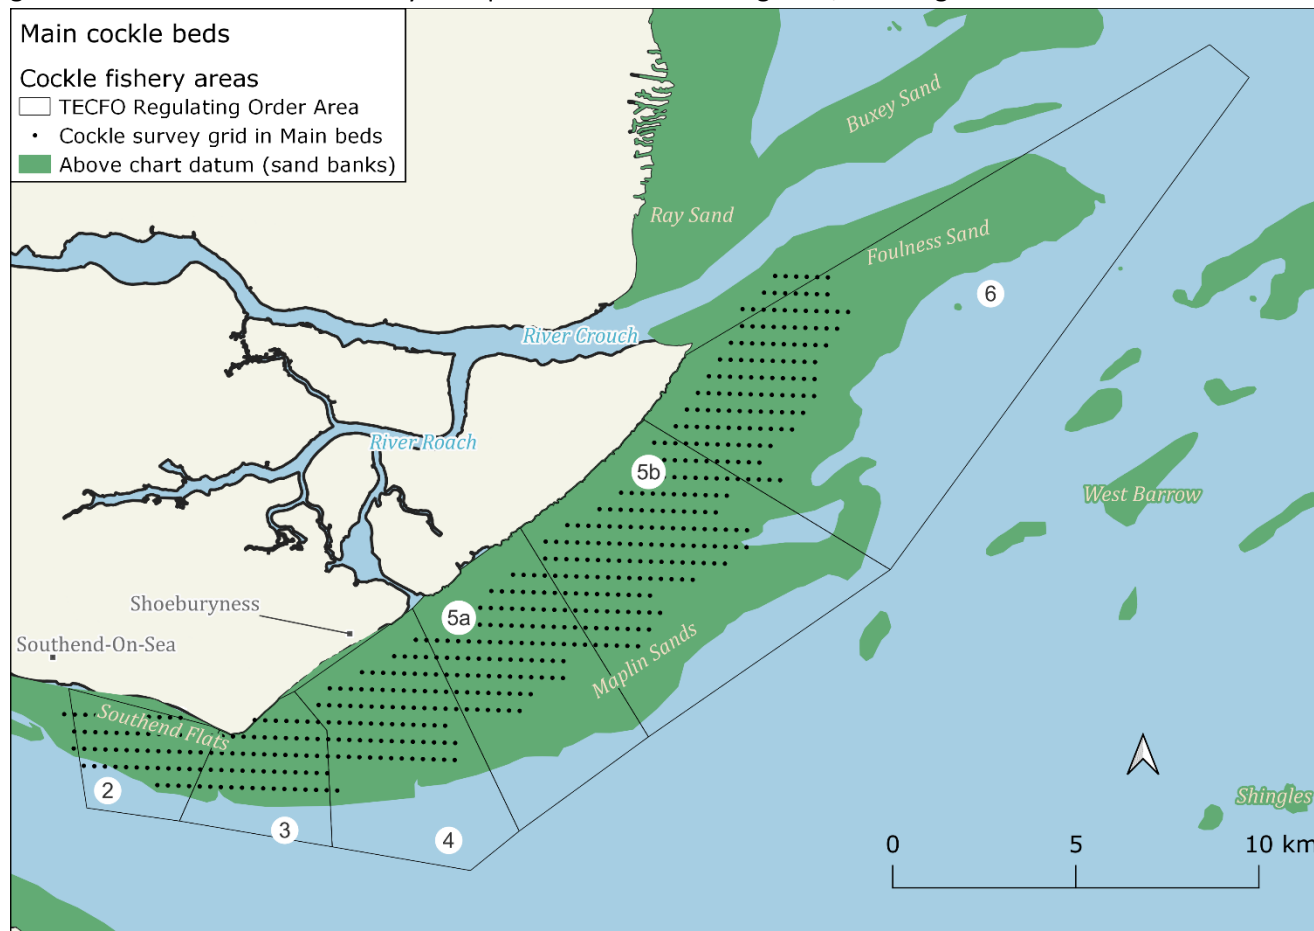 Main cockle beds
Cockle fishery areas
TECFO Regulating Order Area
Cockle survey grid in Main beds
Above chart datum (sand banks)
Buxey Sand
Ray Sand
Foulness Sand
6
River Crouch
River Roach
5b
West Barrow
Shoeburyness
5a
Southend-On-Sea
Maplin Sands
Southend Flats
2
3
4
Shingles
0 5 10 km